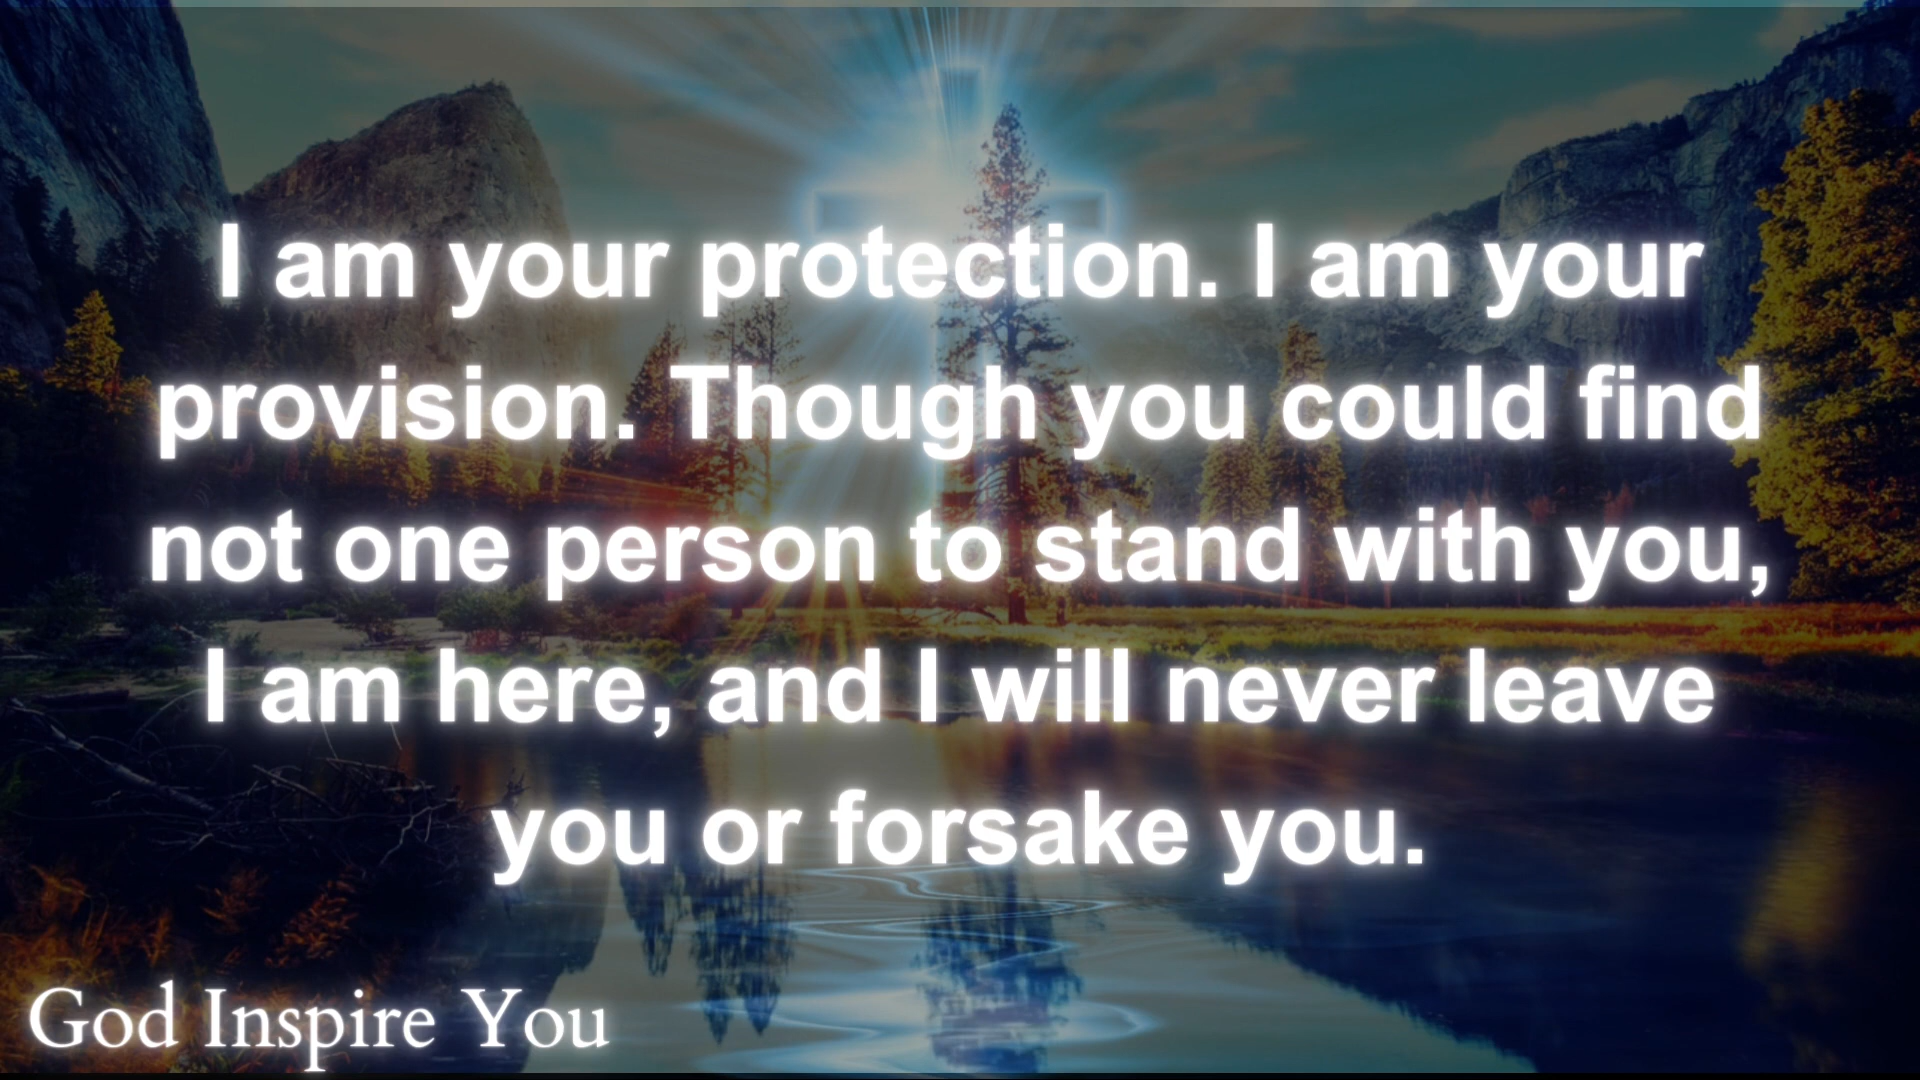 I am your protection. I am your
provision. Though you could find
not one person to stand with you,
I am here, and I will never leave
you or forsake you.
God Inspire You